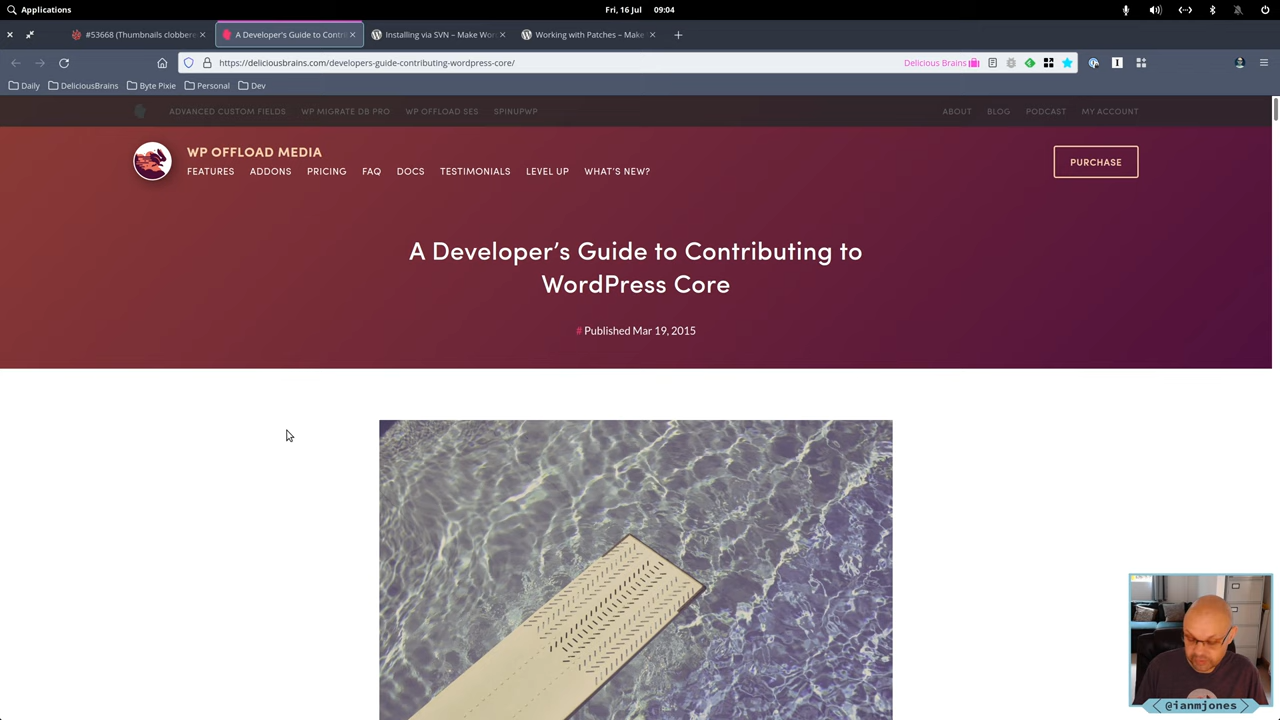 Applications
Fri, 16 Jul 09:04
#53668 (Thumbnails clobbere
A Developer's Guide to Contri
Installing via SVN – Make Wor
Working with Patches – Make
https://deliciousbrains.com/developers-guide-contributing-wordpress-core/
Delicious Brains
Daily
DeliciousBrains
Byte Pixie
Personal
Dev
ADVANCED CUSTOM FIELDS
WP MIGRATE DB PRO
WP OFFLOAD SES
SPINUPWP
ABOUT
BLOG
PODCAST
MY ACCOUNT
WP OFFLOAD MEDIA
FEATURES
ADDONS
PRICING
FAQ
DOCS
TESTIMONIALS
LEVEL UP
WHAT'S NEW?
PURCHASE
A Developer's Guide to Contributing to
WordPress Core
# Published Mar 19, 2015
@ianmjones